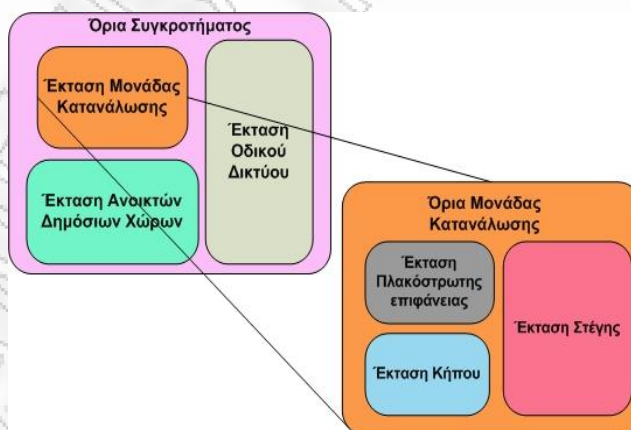 Όρια Συγκροτήματος
Έκταση Μονάδας
Κατανάλωσης
Έκταση
Οδικού
Δικτύου
Έκταση Ανοικτών
Δημόσιων Χώρων
Όρια Μονάδας
Κατανάλωσης
Έκταση
Πλακόστρωτης
επιφάνειας
Έκταση Στέγης
Έκταση Κήπου